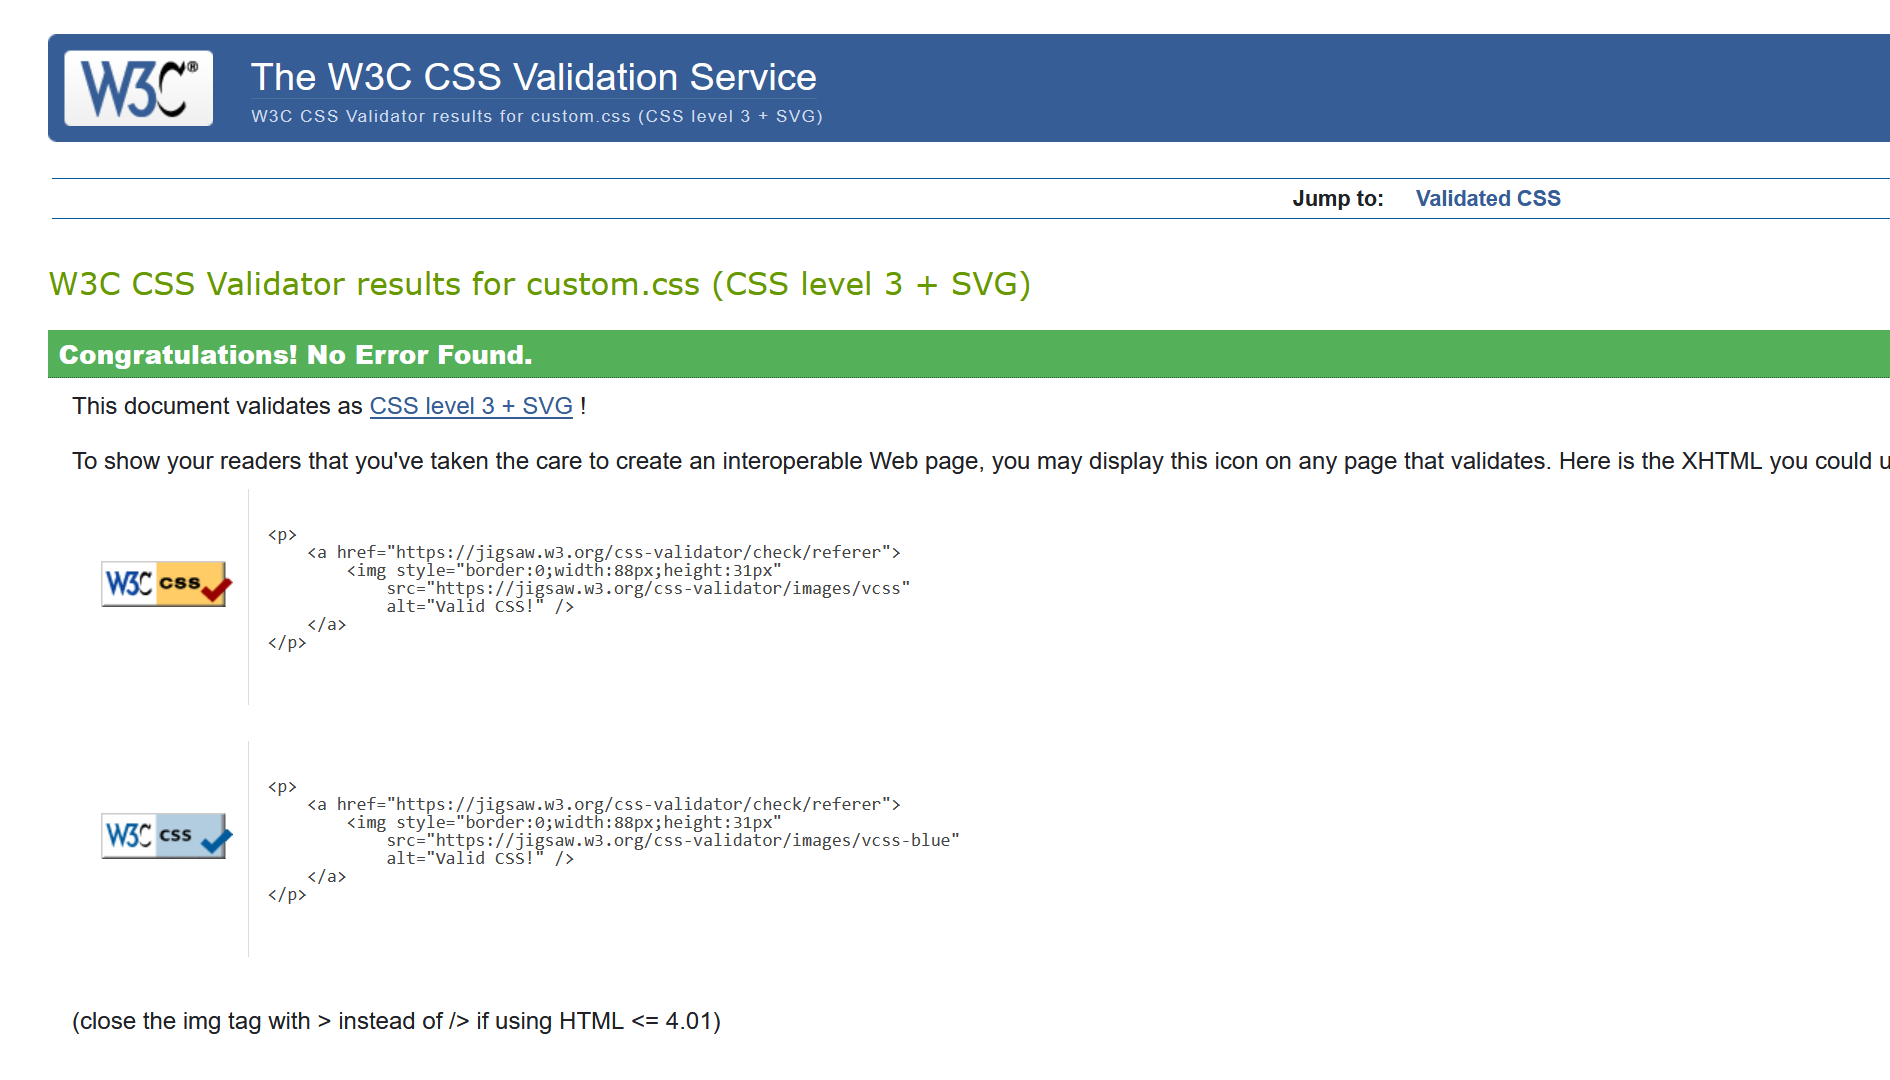 W3C®
The W3C CSS Validation Service
W3C CSS Validator results for custom.css (CSS level 3 + SVG)
Jump to: Validated CSS
W3C CSS Validator results for custom.css (CSS level 3 + SVG)
Congratulations! No Error Found.
This document validates as CSS level 3 + SVG !
To show your readers that you've taken the care to create an interoperable Web page, you may display this icon on any page that validates. Here is the XHTML you could
W3C css
<p>
    <a href="https://jigsaw.w3.org/css-validator/check/referer">
        <img style="border:0;width:88px;height:31px"
            src="https://jigsaw.w3.org/css-validator/images/vcss"
            alt="Valid CSS!" />
    </a>
</p>
W3C css
<p>
    <a href="https://jigsaw.w3.org/css-validator/check/referer">
        <img style="border:0;width:88px;height:31px"
            src="https://jigsaw.w3.org/css-validator/images/vcss-blue"
            alt="Valid CSS!" />
    </a>
</p>
(close the img tag with > instead of /> if using HTML <= 4.01)